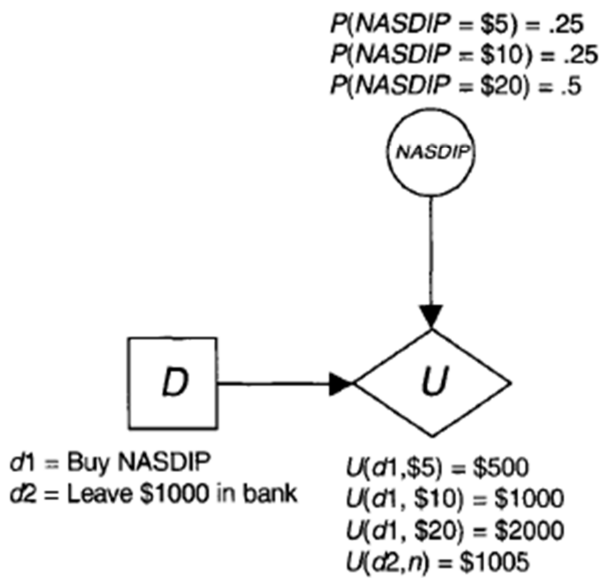 P(NASDIP = $5) = .25
P(NASDIP = $10) = .25
P(NASDIP = $20) = .5
NASDIP
D
U
d1 = Buy NASDIP
d2 = Leave $1000 in bank
U(d1,$5) = $500
U(d1, $10) = $1000
U(d1, $20) = $2000
U(d2,n) = $1005